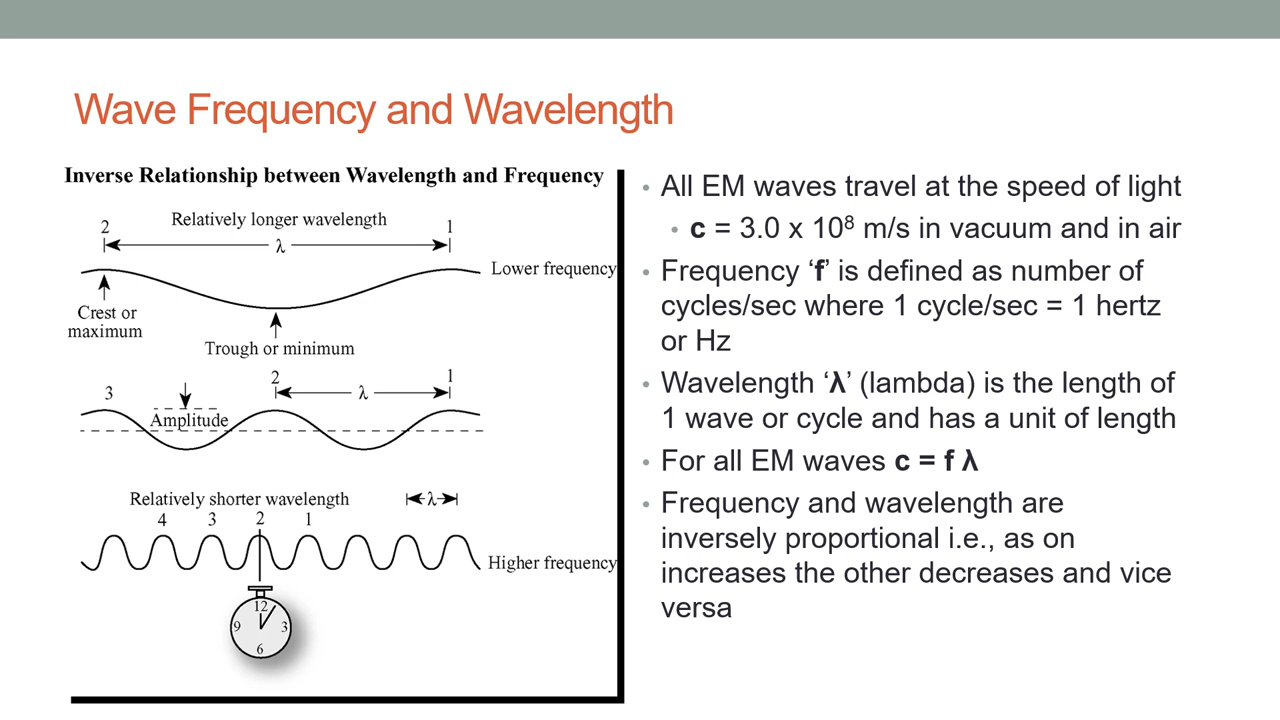 Wave Frequency and Wavelength
Inverse Relationship between Wavelength and Frequency
Relatively longer wavelength
2
1
λ
Lower frequency
Crest or
maximum
Trough or minimum
3
2
1
λ
Amplitude
Relatively shorter wavelength
λ
4 3 2 1
Higher frequency
12
9
3
6
• All EM waves travel at the speed of light
• c = 3.0 x 10⁸ m/s in vacuum and in air
• Frequency ‘f’ is defined as number of
cycles/sec where 1 cycle/sec = 1 hertz
or Hz
• Wavelength ‘λ’ (lambda) is the length of
1 wave or cycle and has a unit of length
• For all EM waves c = f λ
• Frequency and wavelength are
inversely proportional i.e., as on
increases the other decreases and vice
versa